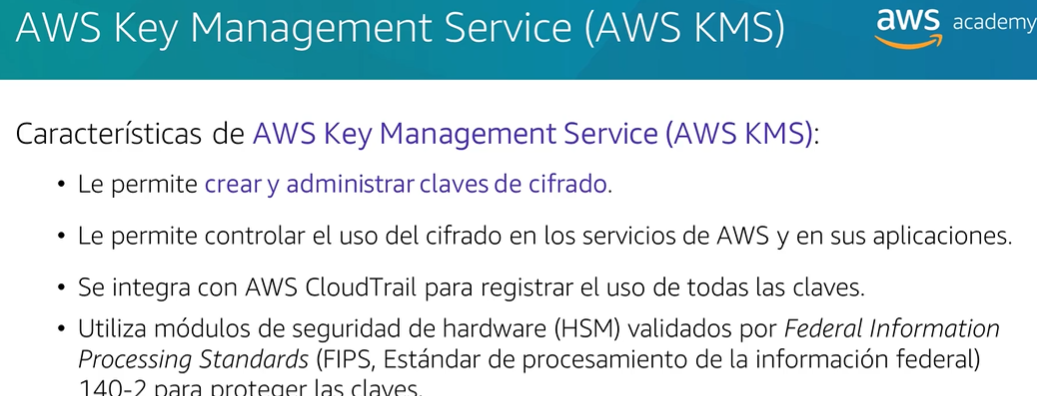 AWS Key Management Service (AWS KMS)
aws academy
Características de AWS Key Management Service (AWS KMS):
• Le permite crear y administrar claves de cifrado.
• Le permite controlar el uso del cifrado en los servicios de AWS y en sus aplicaciones.
• Se integra con AWS CloudTrail para registrar el uso de todas las claves.
• Utiliza módulos de seguridad de hardware (HSM) validados por Federal Information
Processing Standards (FIPS, Estándar de procesamiento de la información federal)
140-2 para proteger las claves.